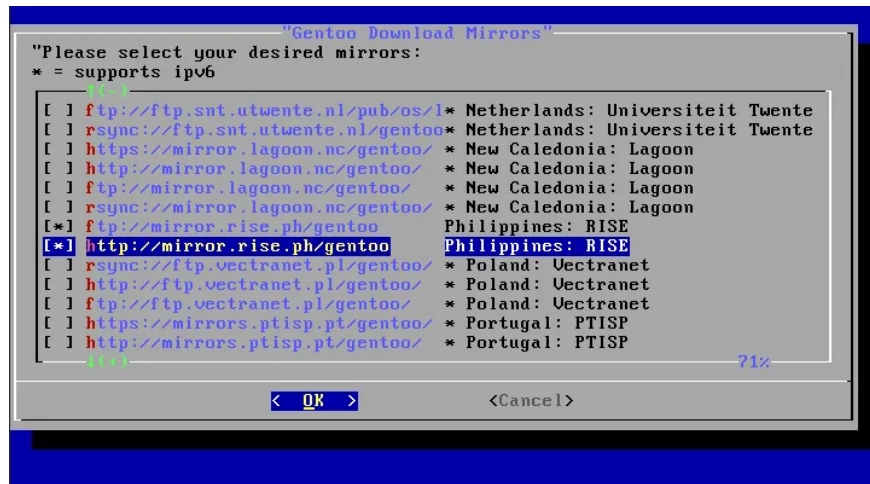 "Gentoo Download Mirrors"
"Please select your desired mirrors:
* = supports ipv6
↑(-)
[ ] ftp://ftp.snt.utwente.nl/pub/os/l* Netherlands: Universiteit Twente
[ ] rsync://ftp.snt.utwente.nl/gentoo* Netherlands: Universiteit Twente
[ ] https://mirror.lagoon.nc/gentoo/ * New Caledonia: Lagoon
[ ] http://mirror.lagoon.nc/gentoo/ * New Caledonia: Lagoon
[ ] ftp://mirror.lagoon.nc/gentoo/ * New Caledonia: Lagoon
[ ] rsync://mirror.lagoon.nc/gentoo/ * New Caledonia: Lagoon
[*] ftp://mirror.rise.ph/gentoo Philippines: RISE
[*] http://mirror.rise.ph/gentoo Philippines: RISE
[ ] rsync://ftp.vectranet.pl/gentoo/ * Poland: Vectranet
[ ] http://ftp.vectranet.pl/gentoo/ * Poland: Vectranet
[ ] ftp://ftp.vectranet.pl/gentoo/ * Poland: Vectranet
[ ] https://mirrors.ptisp.pt/gentoo/ * Portugal: PTISP
[ ] http://mirrors.ptisp.pt/gentoo/ * Portugal: PTISP
↓(+) 71%
< OK > <Cancel>